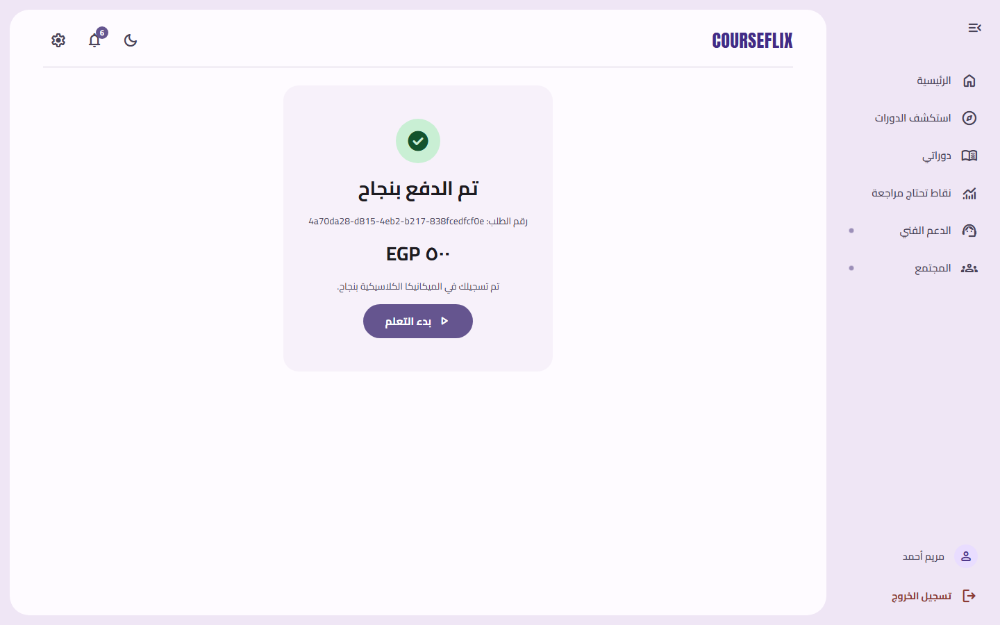 COURSEFLIX
6
الرئيسية
استكشف الدورات
دوراتي
نقاط تحتاج مراجعة
الدعم الفني
المجتمع
تم الدفع بنجاح
رقم الطلب: 4a70da28-d815-4eb2-b217-838fcedfcf0e
٥٠٠ EGP
تم تسجيلك في الميكانيكا الكلاسيكية بنجاح.
بدء التعلم
مريم أحمد
تسجيل الخروج